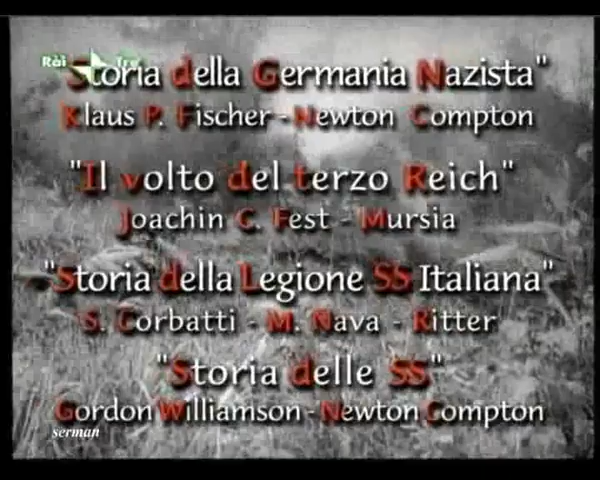 Rai Tre
Storia della Germania Nazista"
Klaus P. Fischer - Newton Compton
"Il volto del terzo Reich"
Joachin C. Fest - Mursia
"Storia della Legione SS Italiana"
S. Corbatti - M. Nava - Ritter
"Storia delle SS"
Gordon Williamson - Newton Compton
serman